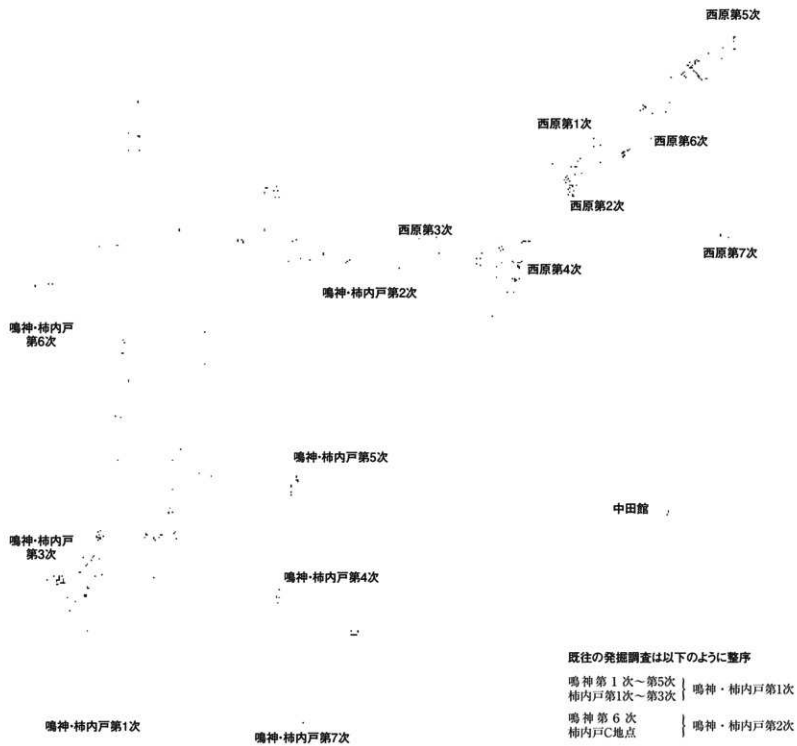 西原第5次
西原第1次
西原第6次
西原第2次
西原第3次
西原第7次
西原第4次
鳴神・柿内戸第2次
鳴神・柿内戸
第6次
鳴神・柿内戸第5次
中田館
鳴神・柿内戸
第3次
鳴神・柿内戸第4次
既往の発掘調査は以下のように整序
鳴神第1次～第5次
柿内戸第1次～第3次 } 鳴神・柿内戸第1次
鳴神第6次
柿内戸C地点 } 鳴神・柿内戸第2次
鳴神・柿内戸第1次
鳴神・柿内戸第7次